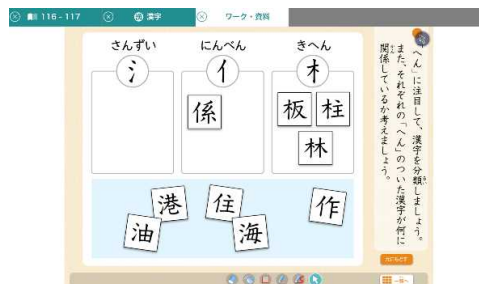 116 - 117
漢字
ワーク・資料
「へん」に注目して、漢字を分類しましょう。
また、それぞれの「へん」のついた漢字が何に
関係しているか考えましょう。
さんずい
にんべん
きへん
氵
亻
木
係
板
柱
林
港
住
作
油
海